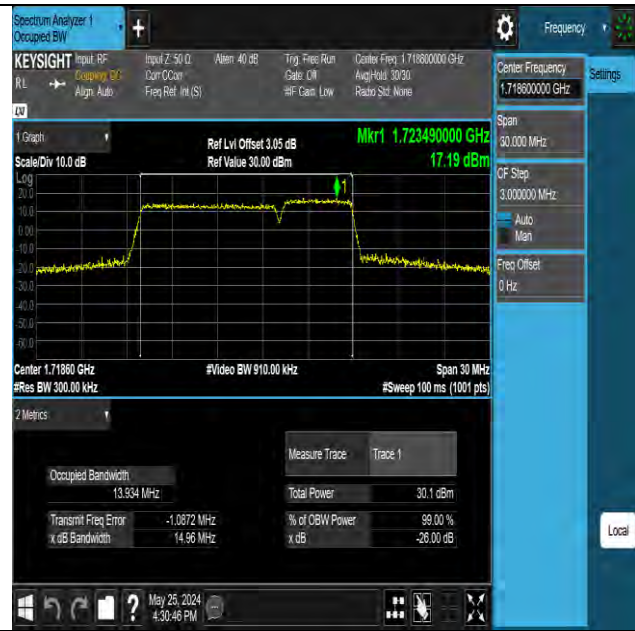 Spectrum Analyzer 1
Occupied BW
+
Frequency
KEYSIGHT
Input: RF
Coupling: DC
Align: Auto
Input Z: 50 Ω
Corr CCorr
Freq Ref: Int (S)
Atten: 40 dB
Trig: Free Run
Gate: Off
#IF Gain: Low
Center Freq: 1.718600000 GHz
Avg|Hold: 30/30
Radio Std: None
RL
LXI
Center Frequency
1.718600000 GHz
Settings
Span
30.000 MHz
CF Step
3.000000 MHz
Auto
Man
Freq Offset
0 Hz
1 Graph
Scale/Div 10.0 dB
Ref Lvl Offset 3.05 dB
Ref Value 30.00 dBm
Mkr1 1.723490000 GHz
17.19 dBm
Log
20.0
10.0
0.00
-10.0
-20.0
-30.0
-40.0
-50.0
-60.0
1
Center 1.71860 GHz
#Res BW 300.00 kHz
#Video BW 910.00 kHz
Span 30 MHz
#Sweep 100 ms (1001 pts)
2 Metrics
Measure Trace Trace 1
Occupied Bandwidth
13.934 MHz
Total Power 30.1 dBm
Transmit Freq Error -1.0872 MHz
% of OBW Power 99.00 %
x dB Bandwidth 14.96 MHz
x dB -26.00 dB
Local
?
May 25, 2024
4:30:46 PM